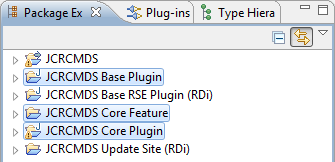 Package Ex Plug-ins Type Hiera
JCRCMDS
JCRCMDS Base Plugin
JCRCMDS Base RSE Plugin (RDi)
JCRCMDS Core Feature
JCRCMDS Core Plugin
JCRCMDS Update Site (RDi)